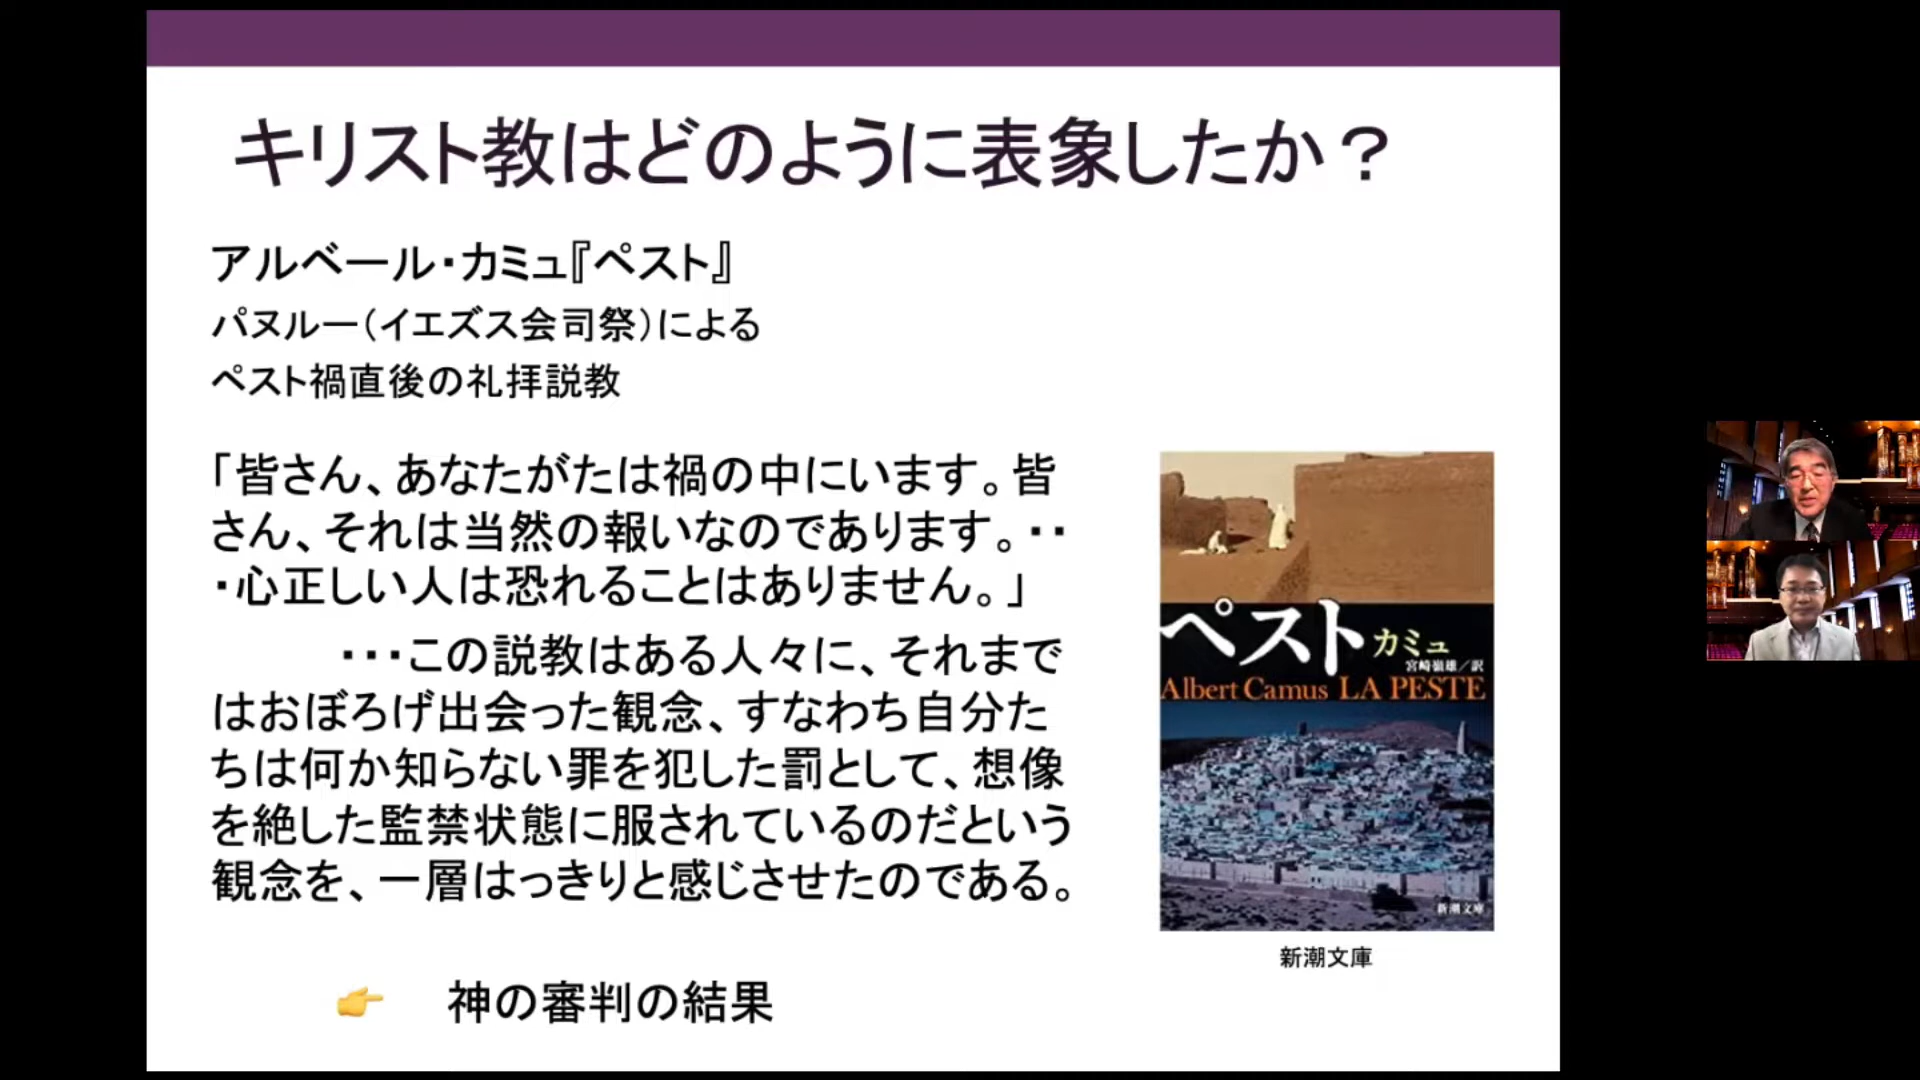 キリスト教はどのように表象したか？
アルベール・カミュ『ペスト』
パヌルー（イエズス会司祭）による
ペスト禍直後の礼拝説教
「皆さん、あなたがたは禍の中にいます。皆
さん、それは当然の報いなのであります。・・
・心正しい人は恐れることはありません。」
・・・この説教はある人々に、それまで
はおぼろげ出会った観念、すなわち自分た
ちは何か知らない罪を犯した罰として、想像
を絶した監禁状態に服されているのだという
観念を、一層はっきりと感じさせたのである。
👉 神の審判の結果
ペスト カミュ
宮崎嶺雄／訳
Albert Camus LA PESTE
新潮文庫
新潮文庫